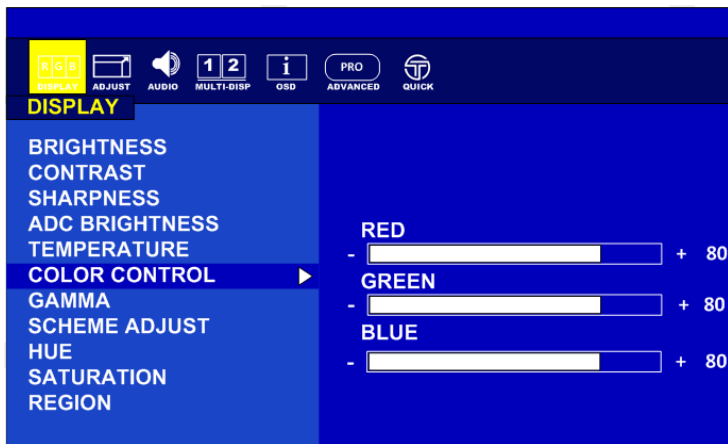 RGB
DISPLAY
ADJUST
AUDIO
1 2
MULTI-DISP
i
OSD
PRO
ADVANCED
QUICK
DISPLAY
BRIGHTNESS
CONTRAST
SHARPNESS
ADC BRIGHTNESS
TEMPERATURE
COLOR CONTROL
GAMMA
SCHEME ADJUST
HUE
SATURATION
REGION
RED
- + 80
GREEN
- + 80
BLUE
- + 80